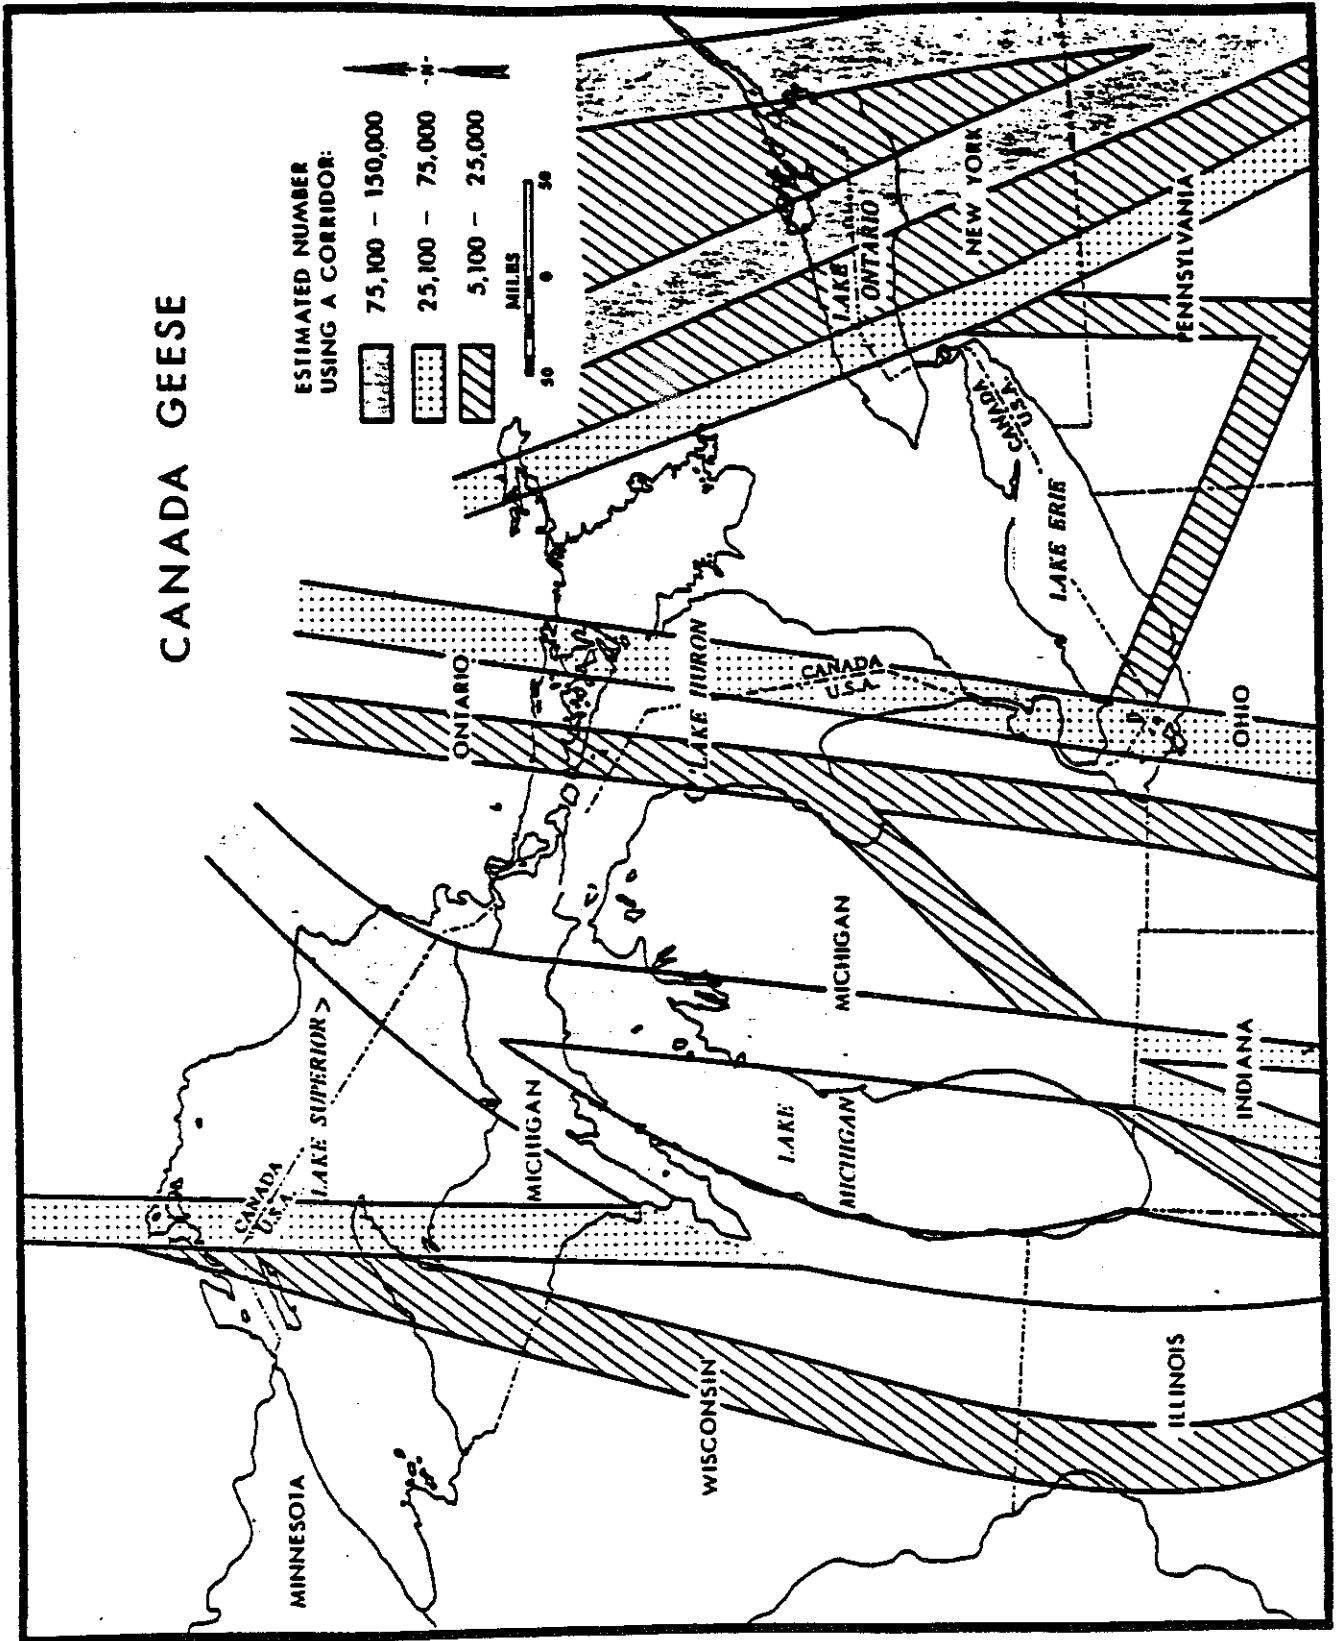 CANADA GEESE
ESTIMATED NUMBER
USING A CORRIDOR:
75,100 – 150,000
25,100 – 75,000
5,100 – 25,000
-N-
MILES
50 0 50
MINNESOTA
CANADA
U.S.A.
LAKE SUPERIOR >
ONTARIO
MICHIGAN
LAKE HURON
CANADA
U.S.A.
WISCONSIN
LAKE
MICHIGAN
MICHIGAN
LAKE
ONTARIO
NEW YORK
CANADA
U.S.A.
LAKE ERIE
PENNSYLVANIA
ILLINOIS
INDIANA
OHIO